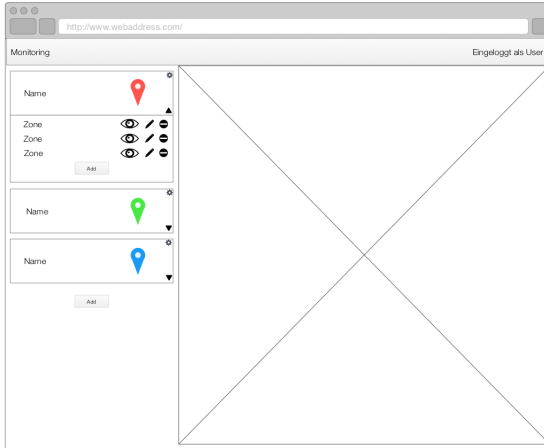 http://www.webaddress.com/
Monitoring
Eingeloggt als User
Name
Zone
Zone
Zone
Add
Name
Name
Add